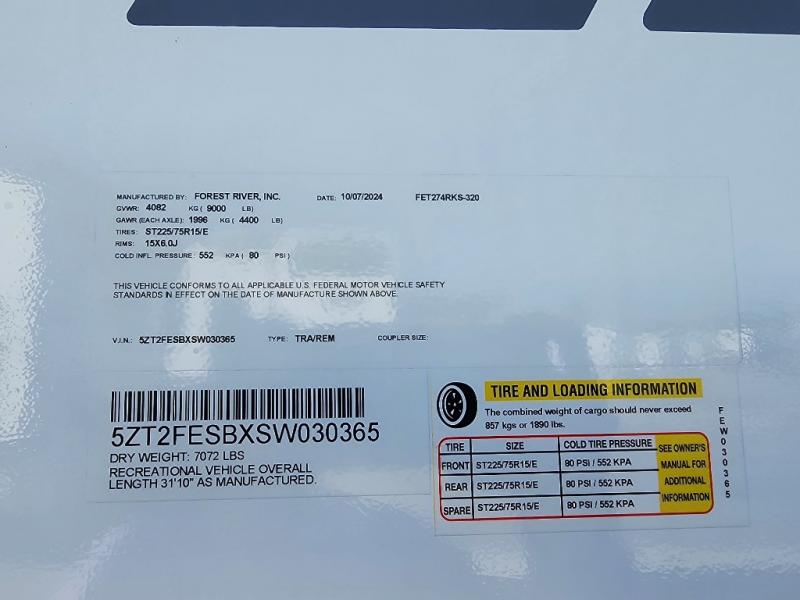 MANUFACTURED BY: FOREST RIVER, INC. DATE: 10/07/2024 FET274RKS-320
GVWR: 4082 KG ( 9000 LB)
GAWR (EACH AXLE): 1996 KG ( 4400 LB)
TIRES: ST225/75R15/E
RIMS: 15X6.0J
COLD INFL. PRESSURE: 552 KPA ( 80 PSI )
THIS VEHICLE CONFORMS TO ALL APPLICABLE U.S. FEDERAL MOTOR VEHICLE SAFETY
STANDARDS IN EFFECT ON THE DATE OF MANUFACTURE SHOWN ABOVE.
V.I.N.: 5ZT2FESBXSW030365 TYPE: TRA/REM COUPLER SIZE:
5ZT2FESBXSW030365
DRY WEIGHT: 7072 LBS
RECREATIONAL VEHICLE OVERALL
LENGTH 31'10" AS MANUFACTURED.
TIRE AND LOADING INFORMATION
The combined weight of cargo should never exceed
857 kgs or 1890 lbs.
TIRE SIZE COLD TIRE PRESSURE
FRONT ST225/75R15/E 80 PSI / 552 KPA
REAR ST225/75R15/E 80 PSI / 552 KPA
SPARE ST225/75R15/E 80 PSI / 552 KPA
SEE OWNER'S
MANUAL FOR
ADDITIONAL
INFORMATION
FEW030365